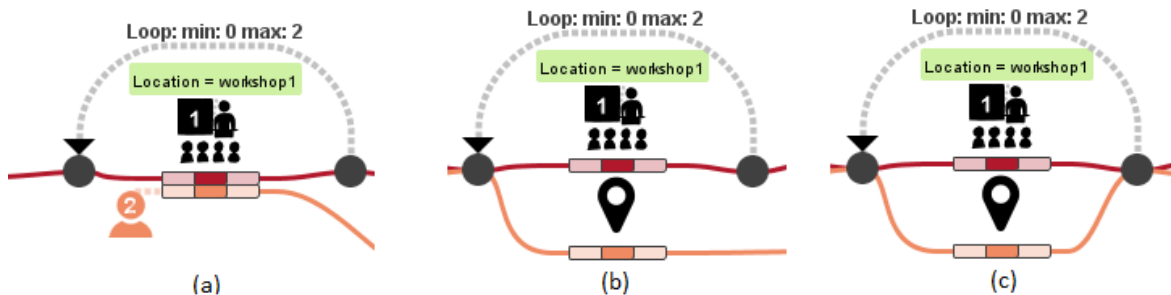 Loop: min: 0 max: 2
Location = workshop1
1
2
(a)
Loop: min: 0 max: 2
Location = workshop1
1
(b)
Loop: min: 0 max: 2
Location = workshop1
1
(c)